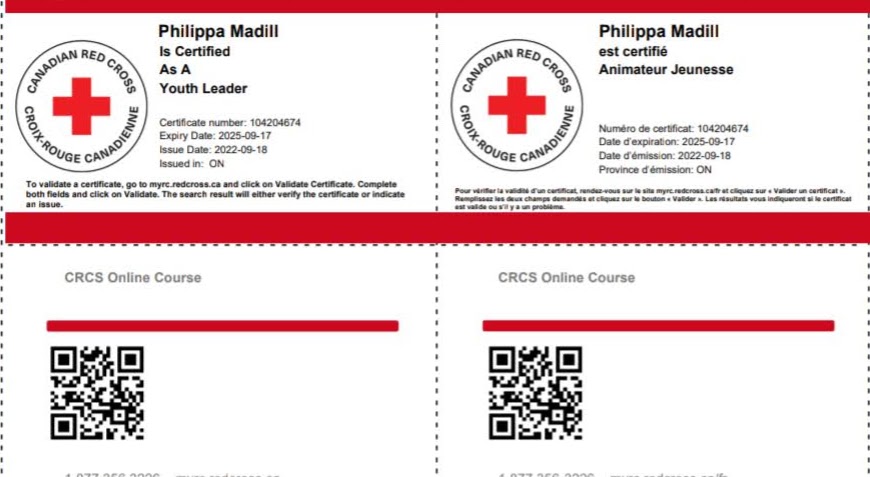 CANADIAN RED CROSS
CROIX-ROUGE CANADIENNE
Philippa Madill
Is Certified
As A
Youth Leader
Certificate number: 104204674
Expiry Date: 2025-09-17
Issue Date: 2022-09-18
Issued in: ON
To validate a certificate, go to myrc.redcross.ca and click on Validate Certificate. Complete
both fields and click on Validate. The search result will either verify the certificate or indicate
an issue.
CANADIAN RED CROSS
CROIX-ROUGE CANADIENNE
Philippa Madill
est certifié
Animateur Jeunesse
Numéro de certificat: 104204674
Date d'expiration: 2025-09-17
Date d'émission: 2022-09-18
Province d'émission: ON
Pour vérifier la validité d'un certificat, rendez-vous sur le site myrc.redcross.ca/fr et cliquez sur « Valider un certificat ».
Remplissez les deux champs demandés et cliquez sur le bouton « Valider ». Les résultats vous indiqueront si le certificat
est valide ou s'il y a un problème.
CRCS Online Course
CRCS Online Course